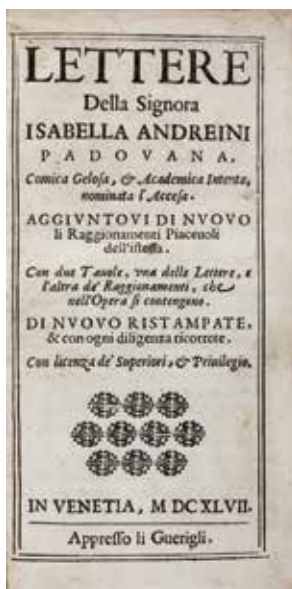 LETTERE
Della Signora
ISABELLA ANDREINI
PADOVANA,
Comica Gelosa, & Academica Intenta,
nominata l'Accesa.
AGGIVNTOVI DI NVOVO
li Raggionamenti Piaceuoli
dell'istessa.
Con due Tauole, vna delle Lettere, e
l'altra de' Raggionamenti, che
nell'Opera si contengono.
DI NVOVO RISTAMPATE,
& con ogni diligenza ricorrete.
Con licenza de' Superiori, & Priuilegio.
IN VENETIA, M DCXLVII.
Appresso li Guerigli.